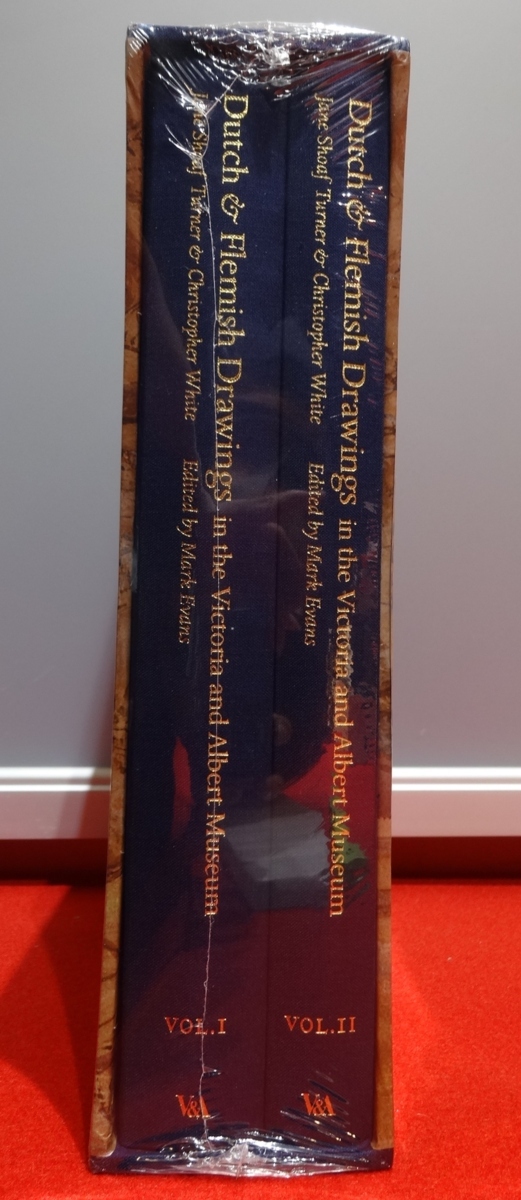 Dutch & Flemish Drawings in the Victoria and Albert Museum
Jane Shoaf Turner & Christopher White Edited by Mark Evans
VOL.I
V&A
Dutch & Flemish Drawings in the Victoria and Albert Museum
Jane Shoaf Turner & Christopher White Edited by Mark Evans
VOL.II
V&A